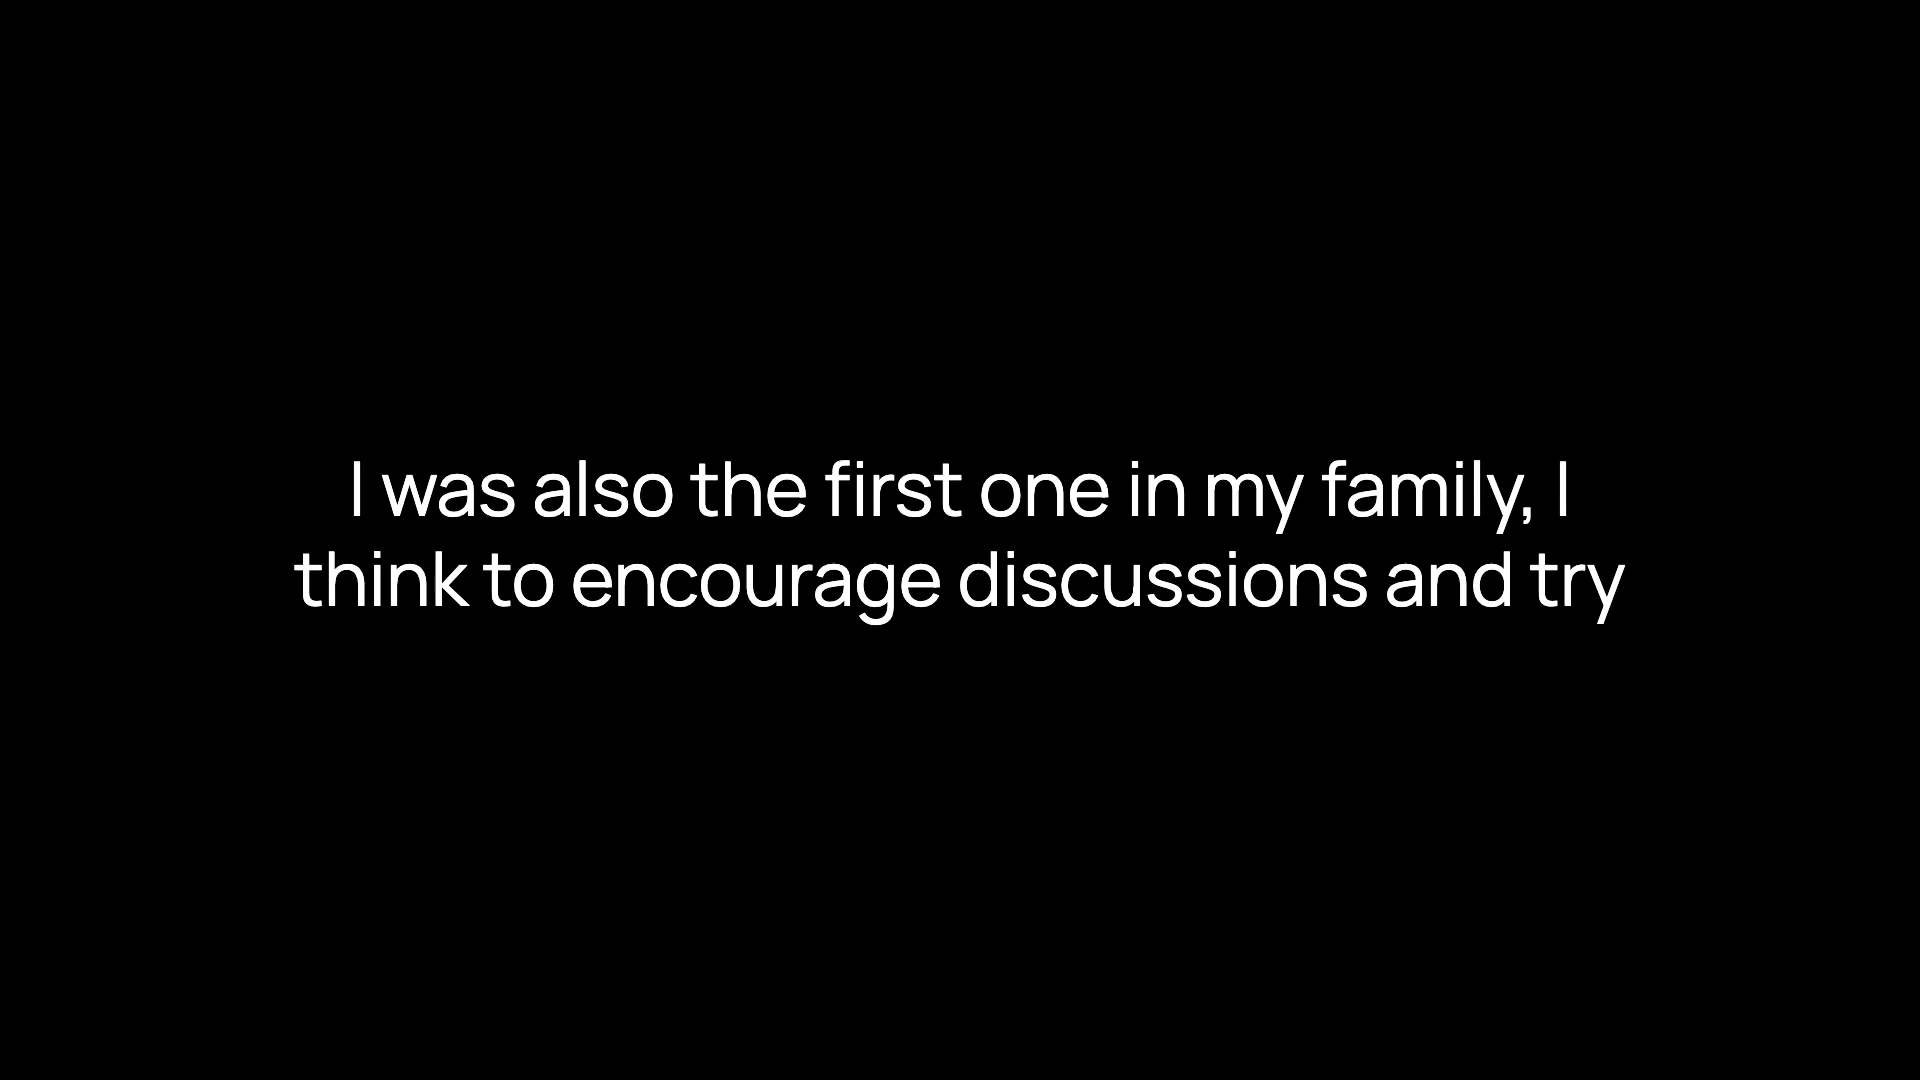 I was also the first one in my family, I
think to encourage discussions and try